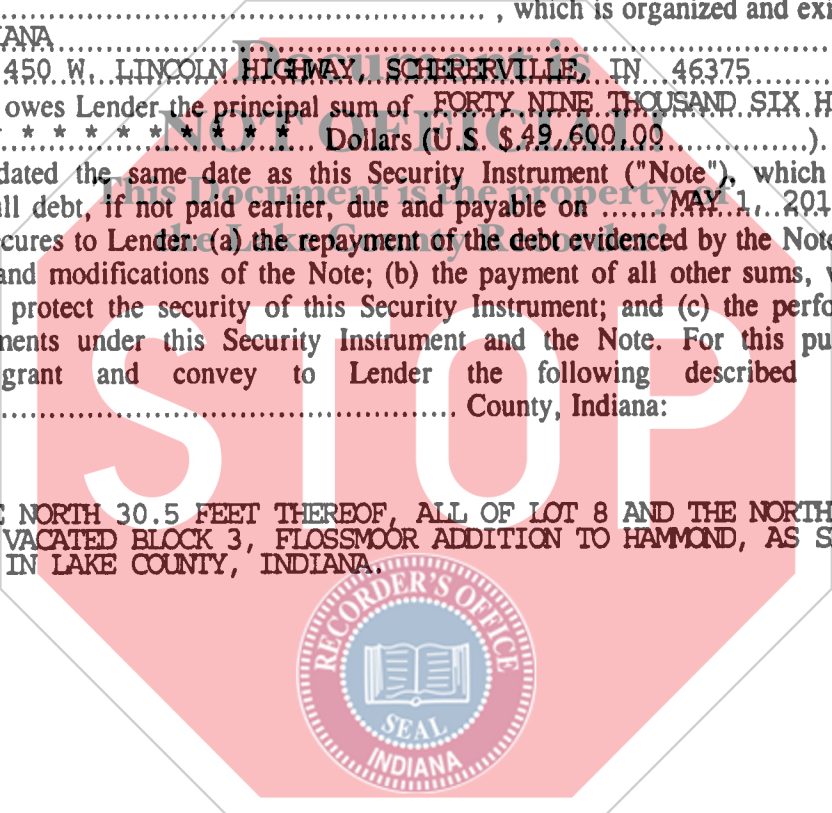 , which is organized and exi
IANA
450 W. LINCOLN HIGHWAY, SCHERERVILLE, IN 46375
owes Lender the principal sum of FORTY NINE THOUSAND SIX H
* * * * * * * * * * Dollars (U.S. $ 49,600.00 ).
dated the same date as this Security Instrument ("Note"), which
ll debt, if not paid earlier, due and payable on MAY 1, 201
cures to Lender: (a) the repayment of the debt evidenced by the Note
and modifications of the Note; (b) the payment of all other sums, v
protect the security of this Security Instrument; and (c) the perfo
ments under this Security Instrument and the Note. For this pu
grant and convey to Lender the following described
County, Indiana:
E NORTH 30.5 FEET THEREOF, ALL OF LOT 8 AND THE NORTH
VACATED BLOCK 3, FLOSSMOOR ADDITION TO HAMMOND, AS S
IN LAKE COUNTY, INDIANA.
Document is
NOT OFFICIAL!
This Document is the property of
the Lake County Recorder!
STOP
RECORDER'S OFFICE
SEAL
INDIANA